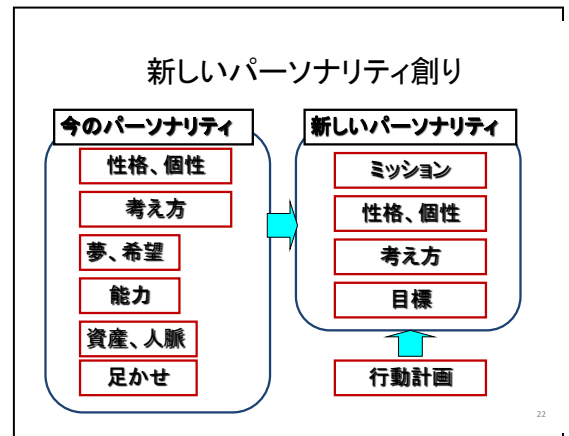 新しいパーソナリティ創り
今のパーソナリティ
性格、個性
考え方
夢、希望
能力
資産、人脈
足かせ
新しいパーソナリティ
ミッション
性格、個性
考え方
目標
行動計画
22